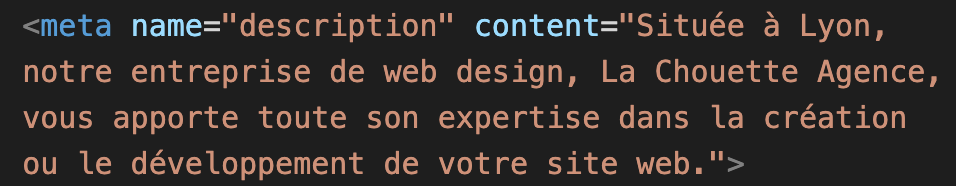 <meta name="description" content="Située à Lyon,
notre entreprise de web design, La Chouette Agence,
vous apporte toute son expertise dans la création
ou le développement de votre site web.">